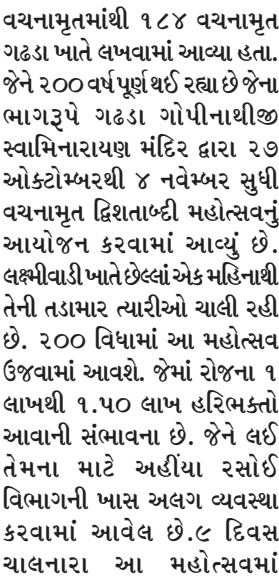 વચનામૃતમાંથી ૧૮૪ વચનામૃત
ગઢડા ખાતે લખવામાં આવ્યા હતા.
જેને ૨૦૦ વર્ષ પૂર્ણ થઈ રહ્યા છે જેના
ભાગરૂપે ગઢડા ગોપીનાથીજી
સ્વામિનારાયણ મંદિર દ્વારા ૨૭
ઓક્ટોમ્બરથી ૪ નવેમ્બર સુધી
વચનામૃત દ્વિશતાબ્દી મહોત્સવનું
આયોજન કરવામાં આવ્યું છે.
લક્ષ્મીવાડી ખાતે છેલ્લાં એક મહિનાથી
તેની તડામાર ત્યારીઓ ચાલી રહી
છે. ૨૦૦ વિધામાં આ મહોત્સવ
ઉજવામાં આવશે. જેમાં રોજના ૧
લાખથી ૧.૫૦ લાખ હરિભક્તો
આવાની સંભાવના છે. જેને લઈ
તેમના માટે અહીંયા રસોઈ
વિભાગની ખાસ અલગ વ્યવસ્થા
કરવામાં આવેલ છે.૯ દિવસ
ચાલનારા આ મહોત્સવમાં